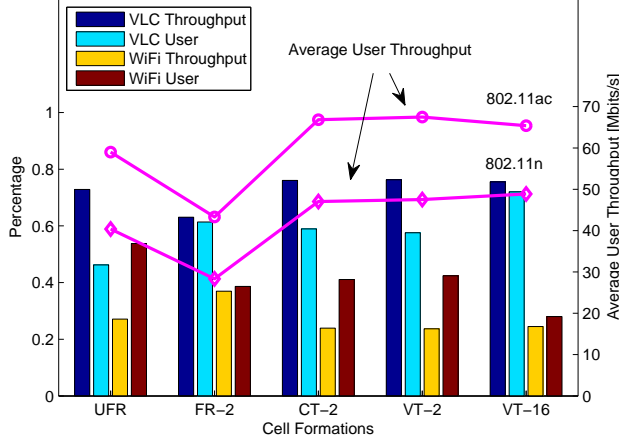 VLC Throughput
VLC User
WiFi Throughput
WiFi User
Average User Throughput
802.11ac
802.11n
Percentage
1
0.8
0.6
0.4
0.2
0
Average User Throughput [Mbits/s]
70
60
50
40
30
20
10
0
UFR FR−2 CT−2 VT−2 VT−16
Cell Formations